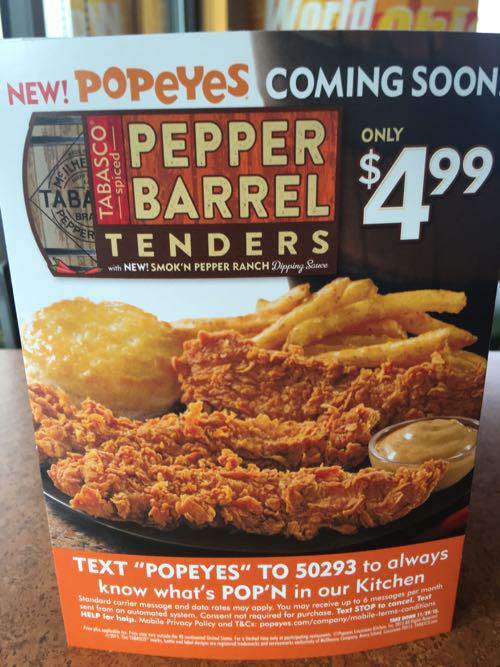 World
NEW! POPEYES COMING SOON
TABASCO
spiced
PEPPER
BARREL
TENDERS
with NEW! SMOK'N PEPPER RANCH Dipping Sauce
McILHE
TABA
BRA
PEPPER
ONLY
$4.99
TEXT "POPEYES" TO 50293 to always
know what's POP'N in our Kitchen
Standard carrier message and data rates may apply. You may receive up to 6 messages per month
sent from an automated system. Consent not required for purchase. Text STOP to cancel. Text
HELP for help. Mobile Privacy Policy and T&Cs: popeyes.com/company/mobile-terms-conditions